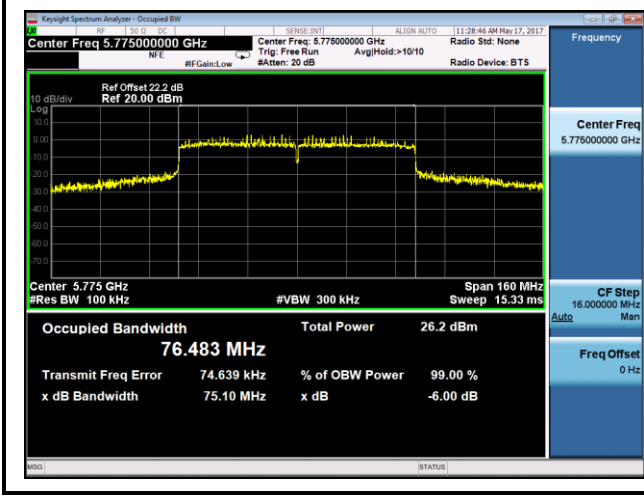 Keysight Spectrum Analyzer - Occupied BW
RF 50 Ω DC SENSE:INT ALIGN AUTO 11:28:46 AM May 17, 2017
Center Freq 5.775000000 GHz Center Freq: 5.775000000 GHz Radio Std: None Frequency
NFE Trig: Free Run Avg|Hold:>10/10
#IFGain:Low #Atten: 20 dB Radio Device: BTS
Ref Offset 22.2 dB
10 dB/div Ref 20.00 dBm
Log
10.0
0.00
-10.0
-20.0
-30.0
-40.0
-50.0
-60.0
-70.0
Center Freq
5.775000000 GHz
Center 5.775 GHz Span 160 MHz
#Res BW 100 kHz #VBW 300 kHz Sweep 15.33 ms
CF Step
16.000000 MHz
Auto Man
Occupied Bandwidth Total Power 26.2 dBm
76.483 MHz
Transmit Freq Error 74.639 kHz % of OBW Power 99.00 %
x dB Bandwidth 75.10 MHz x dB -6.00 dB
Freq Offset
0 Hz
MSG STATUS